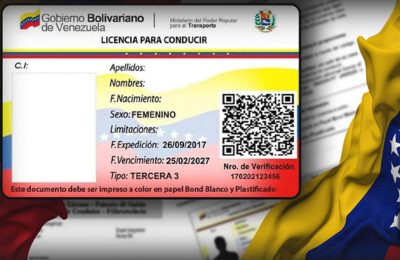 Gobierno Bolivariano
de Venezuela
Ministerio del Poder Popular
para el Transporte
LICENCIA PARA CONDUCIR
C.I:
Apellidos:
Nombres:
F.Nacimiento:
Sexo: FEMENINO
Limitaciones:
F.Expedición: 26/09/2017
F.Vencimiento: 25/02/2027
Tipo: TERCERA 3
Nro. de Verificación
170202123456
Este documento debe ser impreso a color en papel Bond Blanco y Plastificado